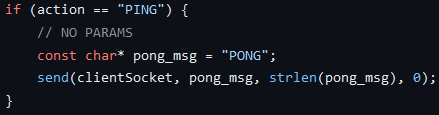 if (action == "PING") {
    // NO PARAMS
    const char* pong_msg = "PONG";
    send(clientSocket, pong_msg, strlen(pong_msg), 0);
}